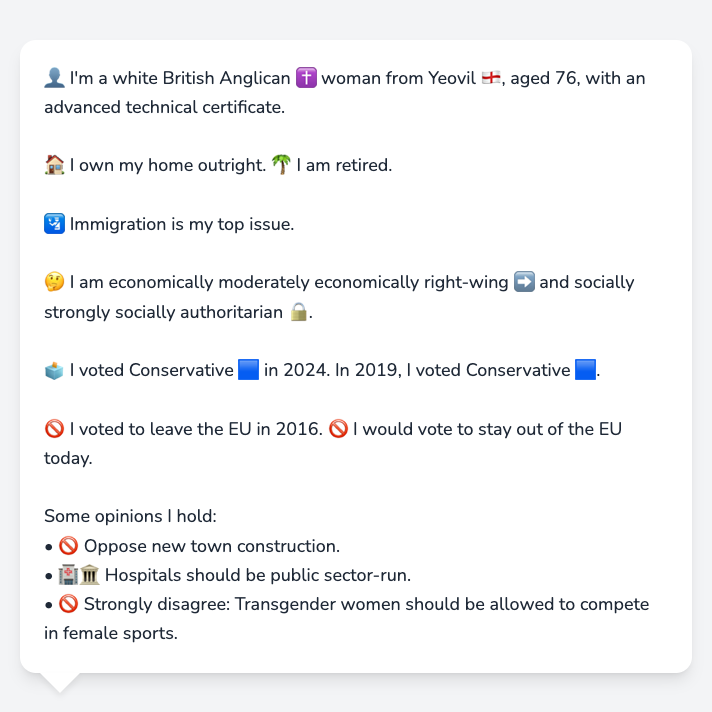 👤 I'm a white British Anglican ✝️ woman from Yeovil 🏴󠁧󠁢󠁥󠁮󠁧󠁿, aged 76, with an
advanced technical certificate.
🏠 I own my home outright. 🌴 I am retired.
🛂 Immigration is my top issue.
🤔 I am economically moderately economically right-wing ➡️ and socially
strongly socially authoritarian 🔒.
🗳️ I voted Conservative 🟦 in 2024. In 2019, I voted Conservative 🟦.
🚫 I voted to leave the EU in 2016. 🚫 I would vote to stay out of the EU
today.
Some opinions I hold:
• 🚫 Oppose new town construction.
• 🏥🏛️ Hospitals should be public sector-run.
• 🚫 Strongly disagree: Transgender women should be allowed to compete
in female sports.